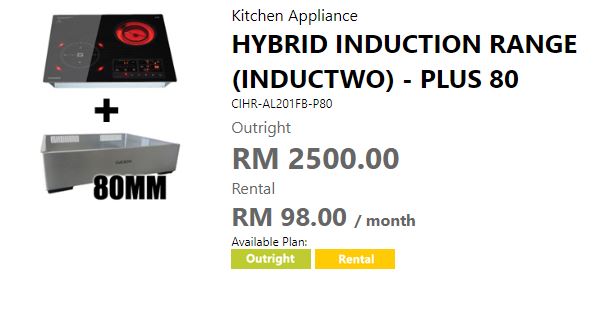 Kitchen Appliance
HYBRID INDUCTION RANGE
(INDUCTWO) - PLUS 80
CIHR-AL201FB-P80
Outright
RM 2500.00
Rental
RM 98.00 / month
Available Plan:
Outright Rental
+
80MM